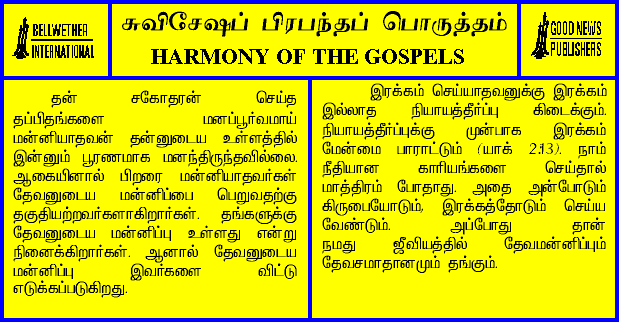 BELLWETHER
INTERNATIONAL
சுவிசேஷப் பிரபந்தப் பொருத்தம்
HARMONY OF THE GOSPELS
GOOD NEWS
PUBLISHERS
தன் சகோதரன் செய்த
தப்பிதங்களை மனப்பூர்வமாய்
மன்னியாதவன் தன்னுடைய உள்ளத்தில்
இன்னும் பூரணமாக மனந்திருந்தவில்லை.
ஆகையினால் பிறரை மன்னியாதவர்கள்
தேவனுடைய மன்னிப்பை பெறுவதற்கு
தகுதியற்றவர்களாகிறார்கள். தங்களுக்கு
தேவனுடைய மன்னிப்பு உள்ளது என்று
நினைக்கிறார்கள். ஆனால் தேவனுடைய
மன்னிப்பு இவர்களை விட்டு
எடுக்கப்படுகிறது.
இரக்கம் செய்யாதவனுக்கு இரக்கம்
இல்லாத நியாயத்தீர்ப்பு கிடைக்கும்.
நியாயத்தீர்ப்புக்கு முன்பாக இரக்கம்
மேன்மை பாராட்டும் (யாக் 2:13). நாம்
நீதியான காரியங்களை செய்தால்
மாத்திரம் போதாது. அதை அன்போடும்
கிருபையோடும், இரக்கத்தோடும் செய்ய
வேண்டும். அப்போது தான்
நமது ஜீவியத்தில் தேவமன்னிப்பும்
தேவசமாதானமும் தங்கும்.